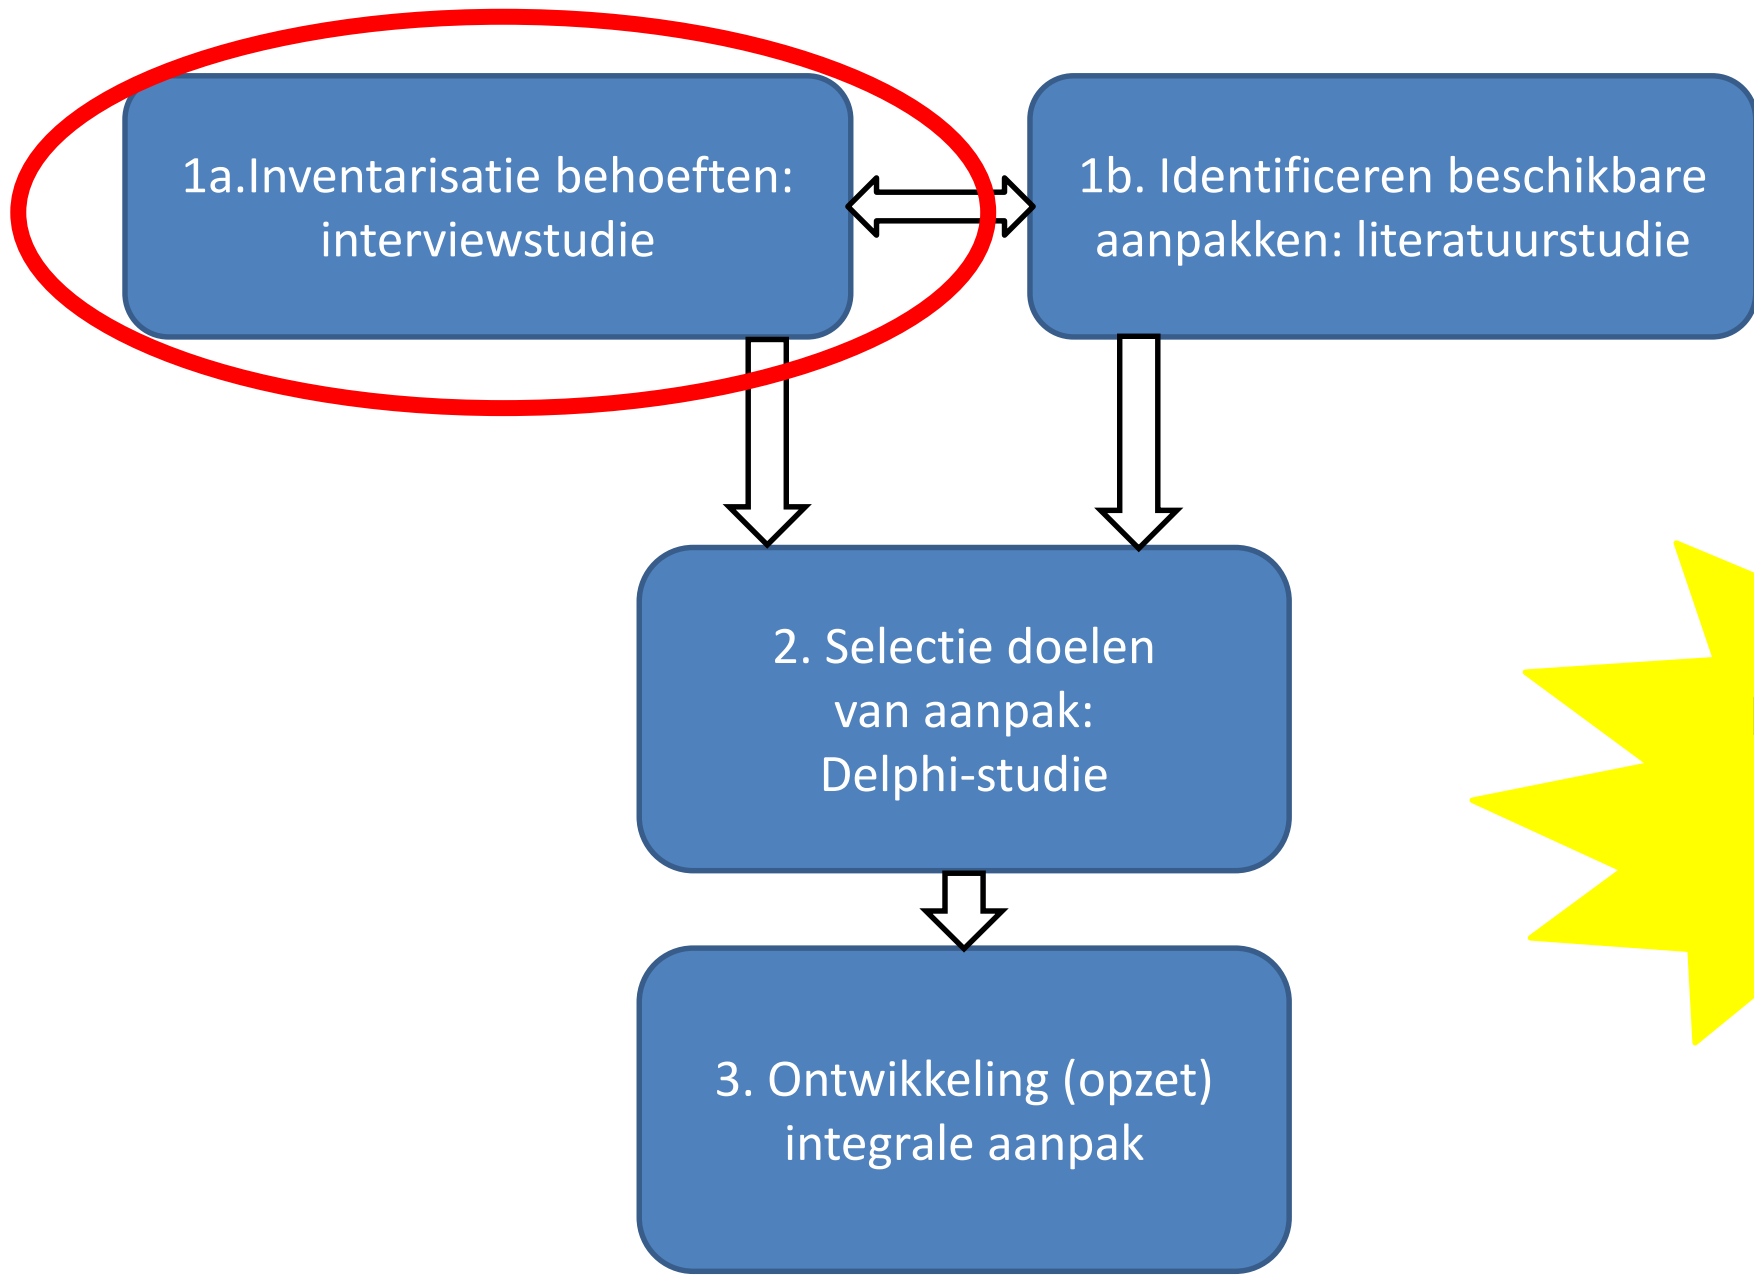 1a.Inventarisatie behoeften:
interviewstudie
1b. Identificeren beschikbare
aanpakken: literatuurstudie
2. Selectie doelen
van aanpak:
Delphi-studie
3. Ontwikkeling (opzet)
integrale aanpak